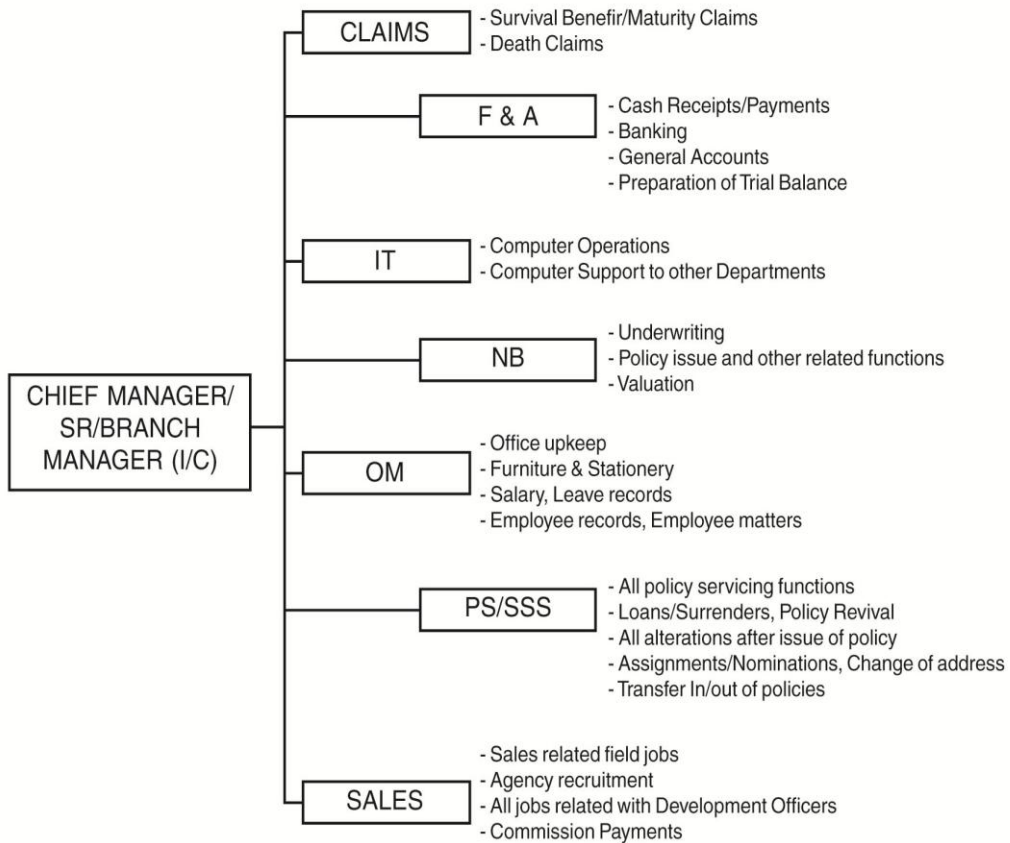 CLAIMS
- Survival Benefir/Maturity Claims
- Death Claims
F & A
- Cash Receipts/Payments
- Banking
- General Accounts
- Preparation of Trial Balance
IT
- Computer Operations
- Computer Support to other Departments
NB
- Underwriting
- Policy issue and other related functions
- Valuation
CHIEF MANAGER/
SR/BRANCH
MANAGER (I/C)
OM
- Office upkeep
- Furniture & Stationery
- Salary, Leave records
- Employee records, Employee matters
PS/SSS
- All policy servicing functions
- Loans/Surrenders, Policy Revival
- All alterations after issue of policy
- Assignments/Nominations, Change of address
- Transfer In/out of policies
SALES
- Sales related field jobs
- Agency recruitment
- All jobs related with Development Officers
- Commission Payments